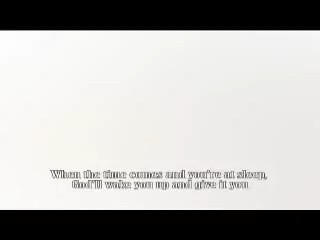 When the time comes and you're at sleep,
God'll wake you up and give it you